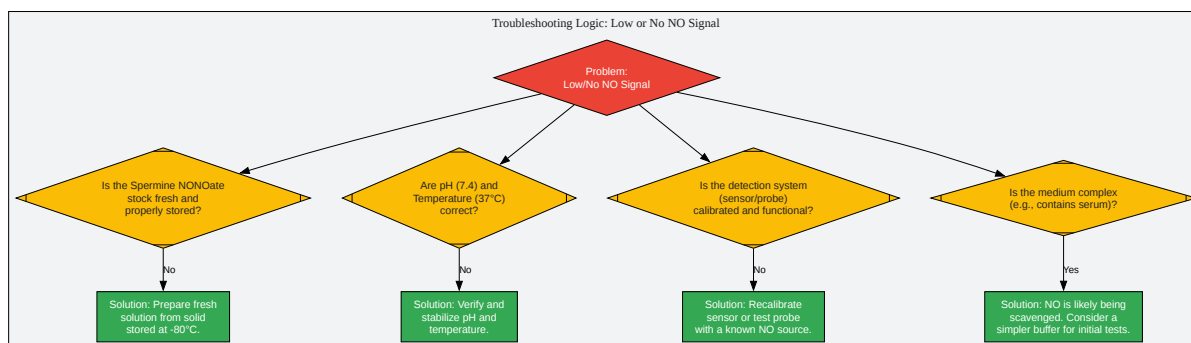 Troubleshooting Logic: Low or No NO Signal
Problem:
Low/No NO Signal
Is the Spermine NONOate
stock fresh and
properly stored?
Are pH (7.4) and
Temperature (37°C)
correct?
Is the detection system
(sensor/probe)
calibrated and functional?
Is the medium complex
(e.g., contains serum)?
No
No
No
Yes
Solution: Prepare fresh
solution from solid
stored at -80°C.
Solution: Verify and
stabilize pH and
temperature.
Solution: Recalibrate
sensor or test probe
with a known NO source.
Solution: NO is likely being
scavenged. Consider a
simpler buffer for initial tests.